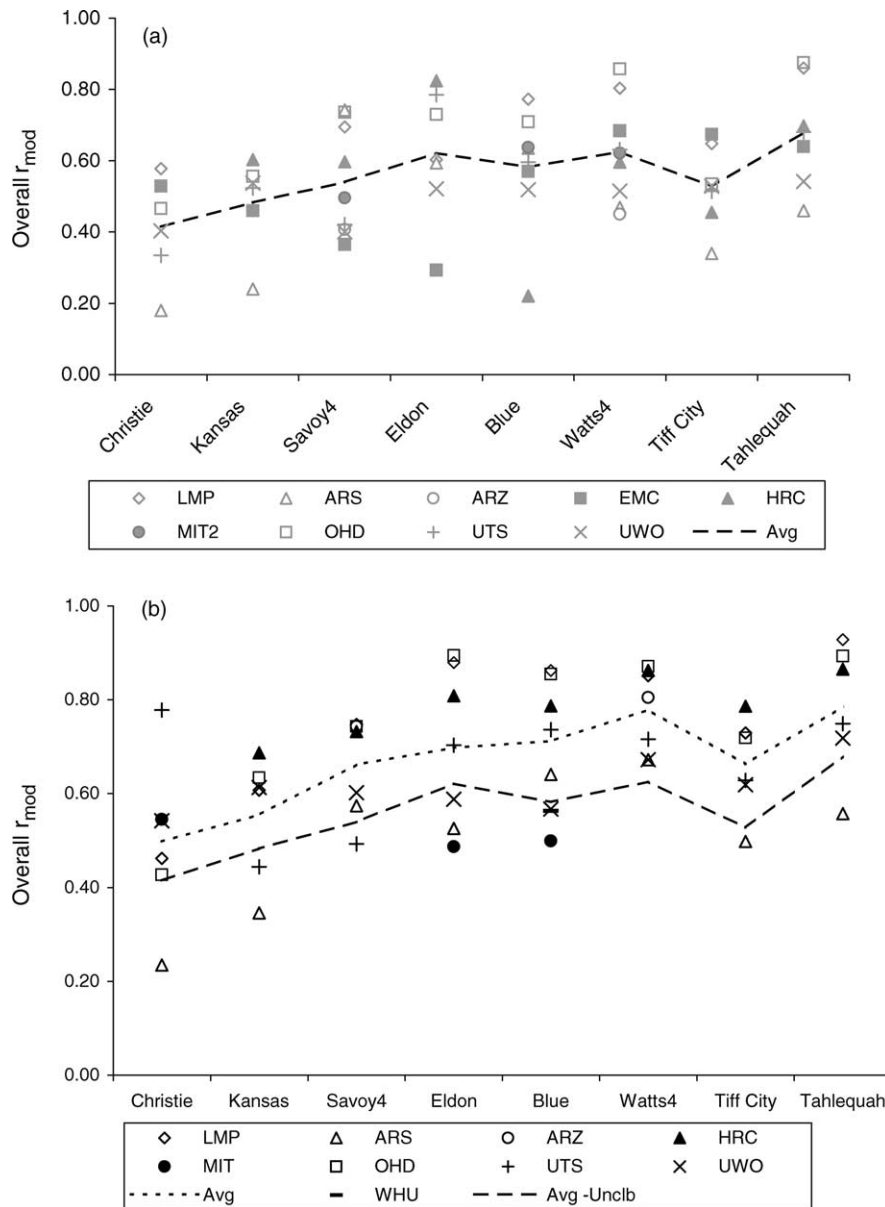 (a)
Overall r_mod
1.00
0.80
0.60
0.40
0.20
0.00
Christie
Kansas
Savoy4
Eldon
Blue
Watts4
Tiff City
Tahlequah
LMP ARS ARZ EMC HRC
MIT2 OHD UTS UWO Avg
(b)
Overall r_mod
1.00
0.80
0.60
0.40
0.20
0.00
Christie Kansas Savoy4 Eldon Blue Watts4 Tiff City Tahlequah
LMP ARS ARZ HRC
MIT OHD UTS UWO
Avg WHU Avg -Unclb